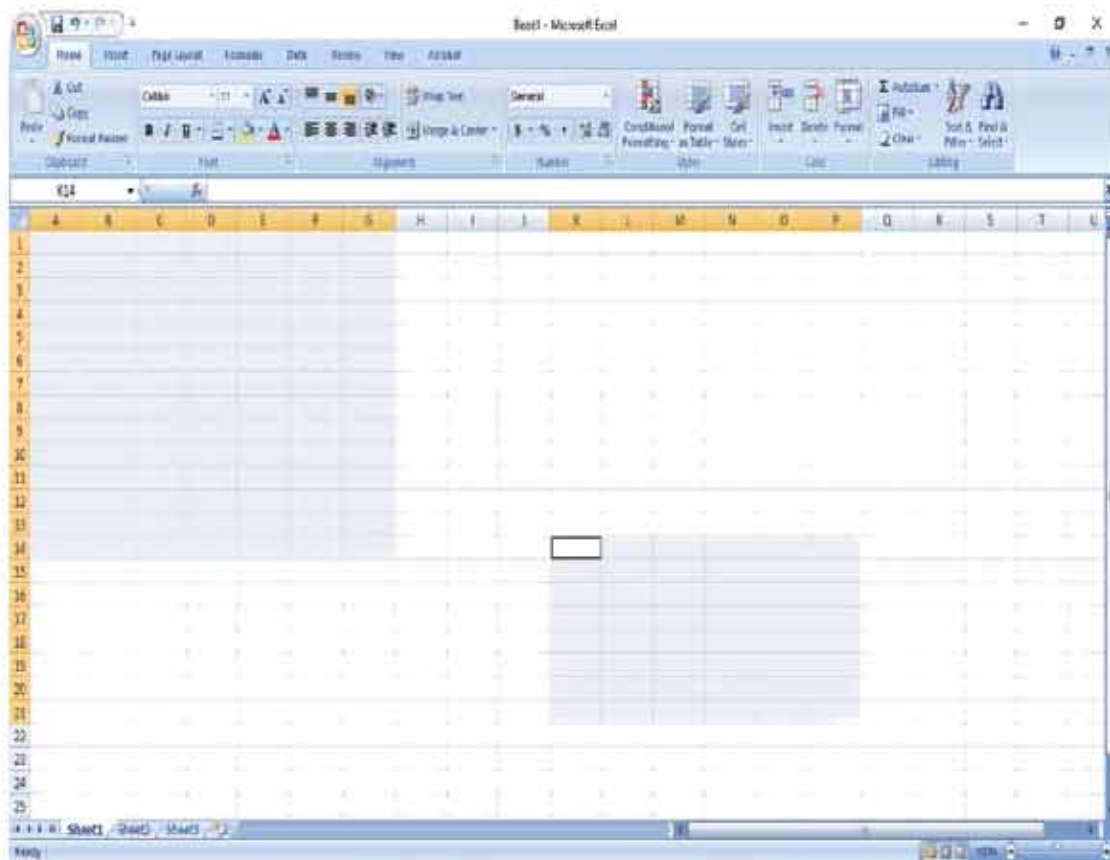 Book1 - Microsoft Excel
Home Insert Page Layout Formulas Data Review View Acrobat
Cut
Copy
Format Painter
Paste
Clipboard
Calibri 11
B I U
Font
Wrap Text
Merge & Center
Alignment
General
$ % ,
Number
Conditional Formatting
Format as Table
Cell Styles
Styles
Insert Delete Format
Cells
Σ AutoSum
Fill
Clear
Sort & Filter
Find & Select
Editing
K14 fx
A B C D E F G H I J K L M N O P Q R S T U
1
2
3
4
5
6
7
8
9
10
11
12
13
14
15
16
17
18
19
20
21
22
23
24
25
Sheet1 Sheet2 Sheet3
Ready 100%